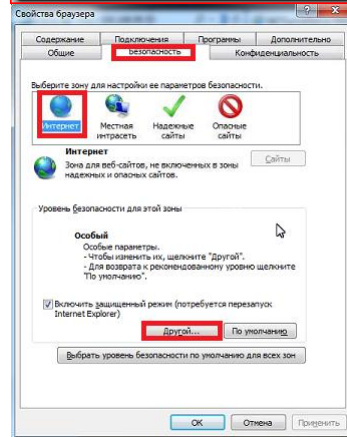 Свойства браузера
Содержание Подключения Программы Дополнительно
Общие Безопасность Конфиденциальность
Выберите зону для настройки ее параметров безопасности.
Интернет Местная интрасеть Надежные сайты Опасные сайты
Интернет
Зона для веб-сайтов, не включенных в зоны
надежных и опасных сайтов.
Сайты
Уровень безопасности для этой зоны
Особый
Особые параметры.
- Чтобы изменить их, щелкните "Другой".
- Для возврата к рекомендованному уровню щелкните
"По умолчанию".
Включить защищенный режим (потребуется перезапуск
Internet Explorer)
Другой... По умолчанию
Выбрать уровень безопасности по умолчанию для всех зон
OK Отмена Применить